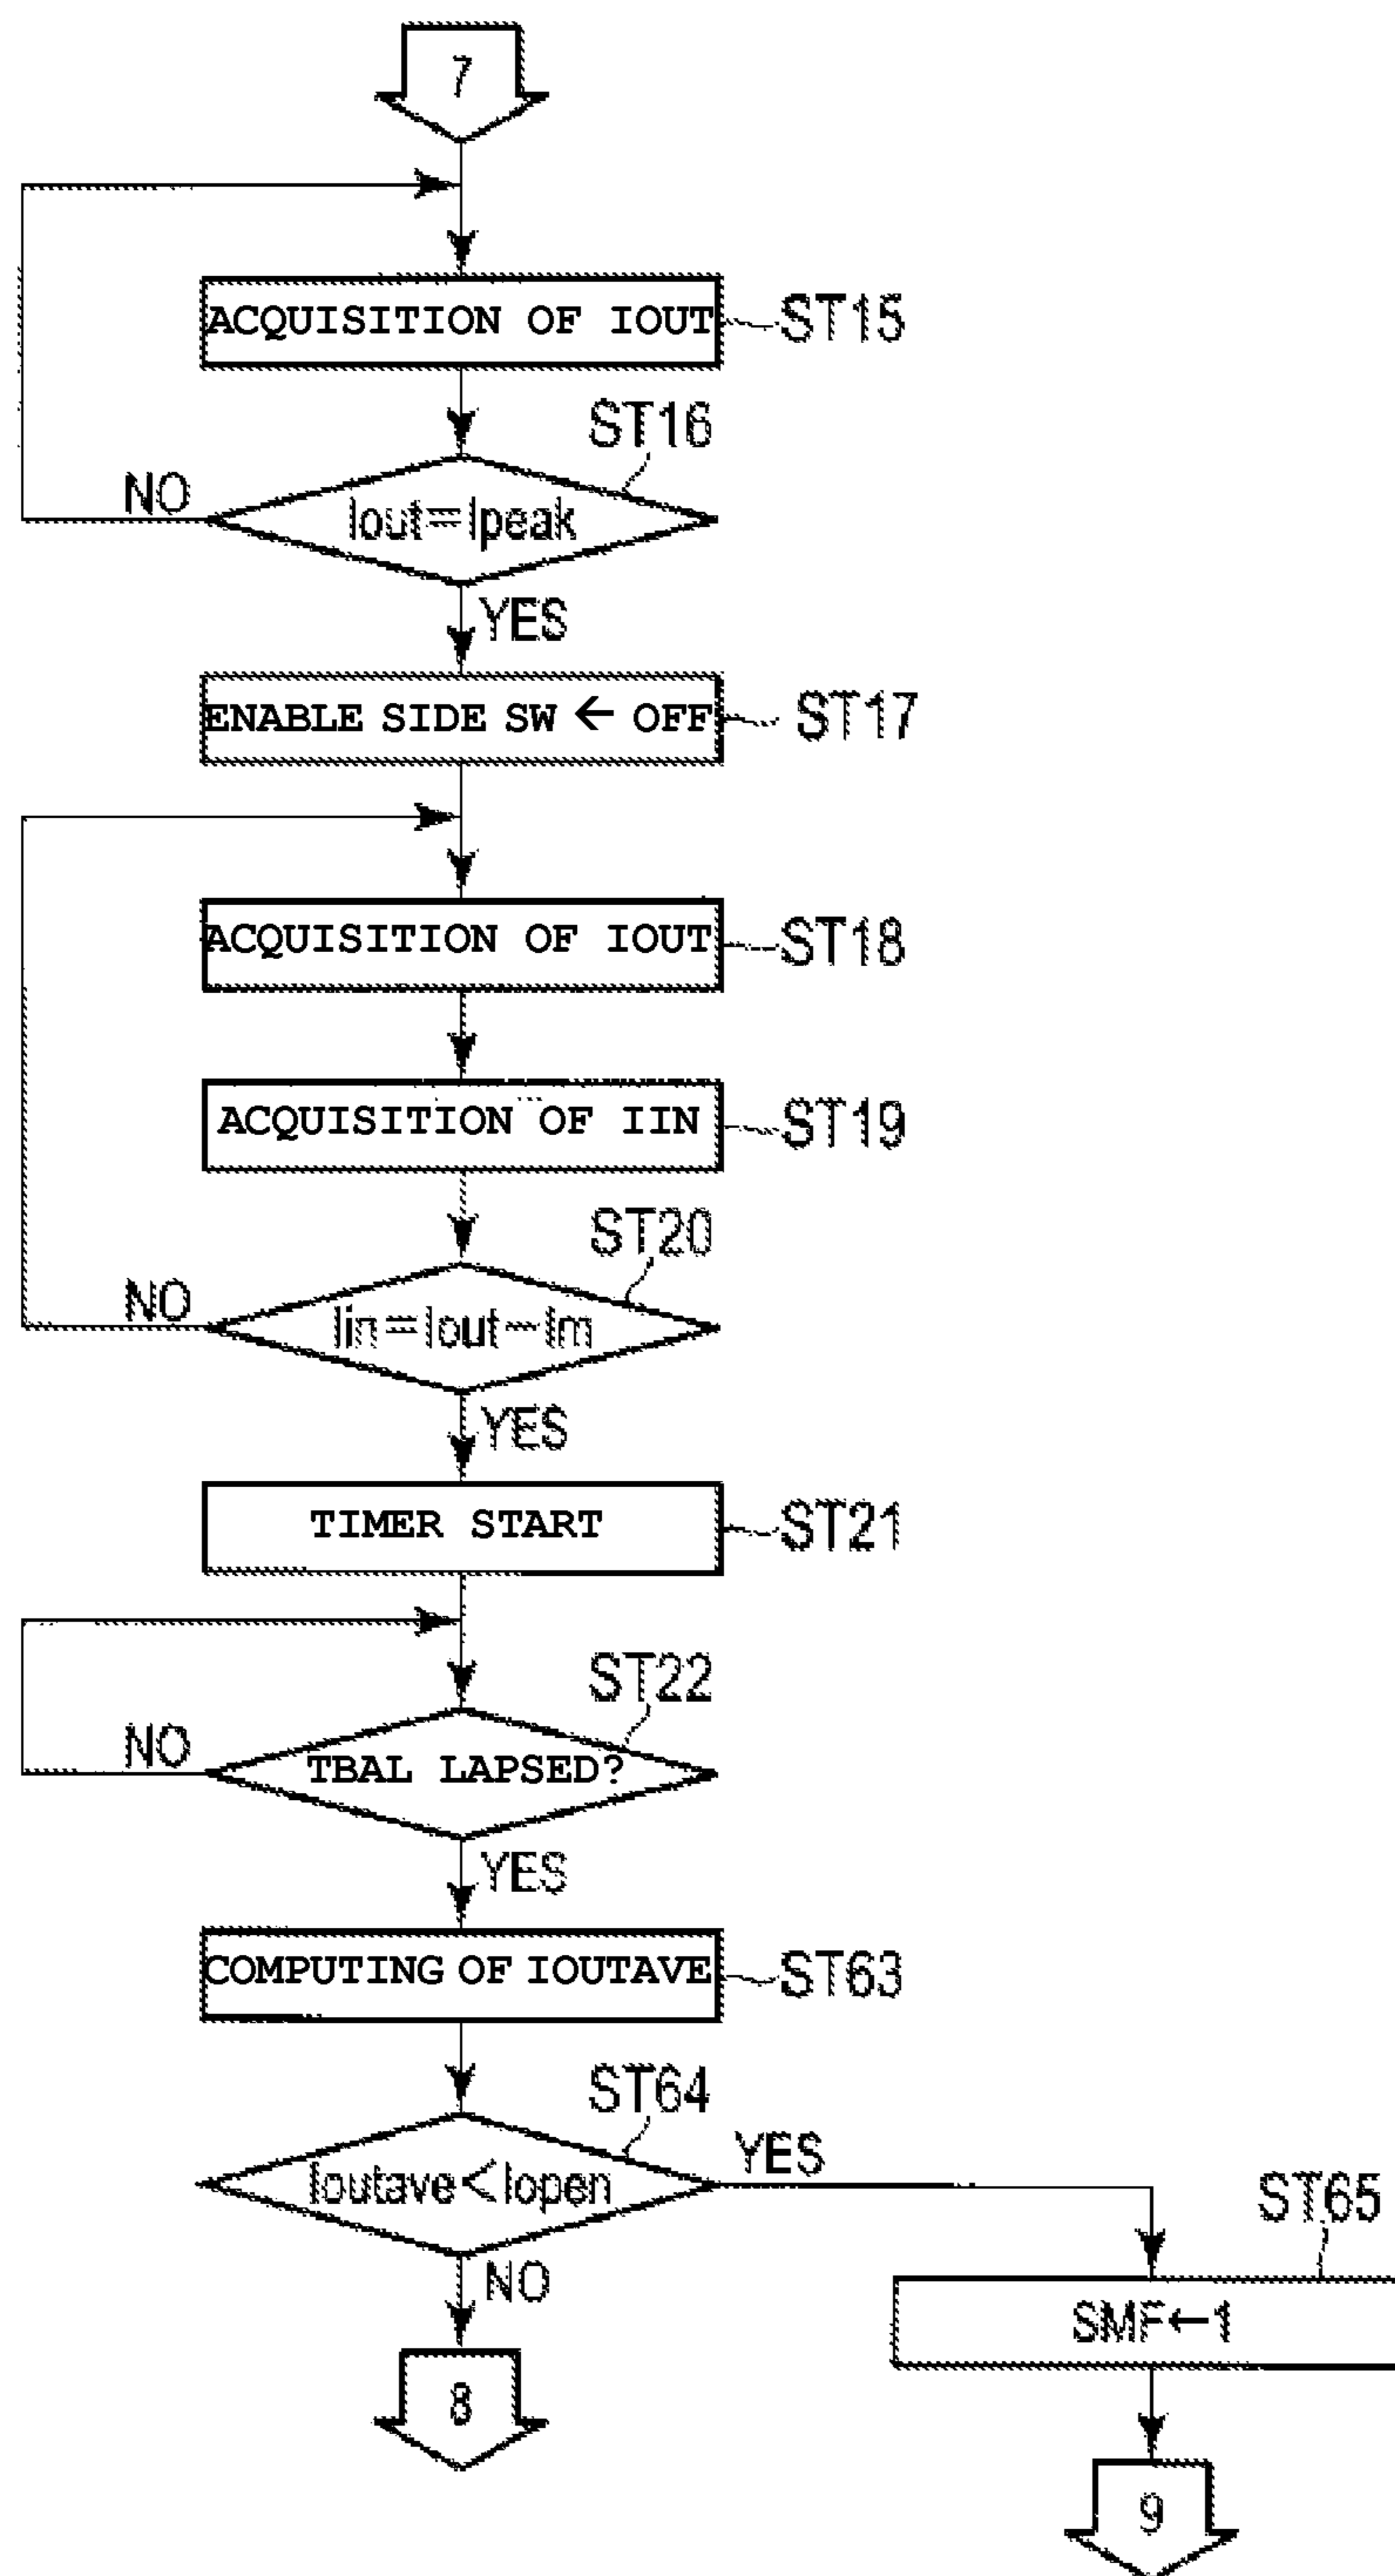 7
ACQUISITION OF IOUT
ST15
ST16
NO
Iout=Ipeak
YES
ENABLE SIDE SW ← OFF
ST17
ACQUISITION OF IOUT
ST18
ACQUISITION OF IIN
ST19
ST20
NO
Iin=Iout-Im
YES
TIMER START
ST21
ST22
NO
TBAL LAPSED?
YES
COMPUTING OF IOUTAVE
ST63
ST64
YES
Ioutave<Iopen
ST65
NO
SMF←1
8
9